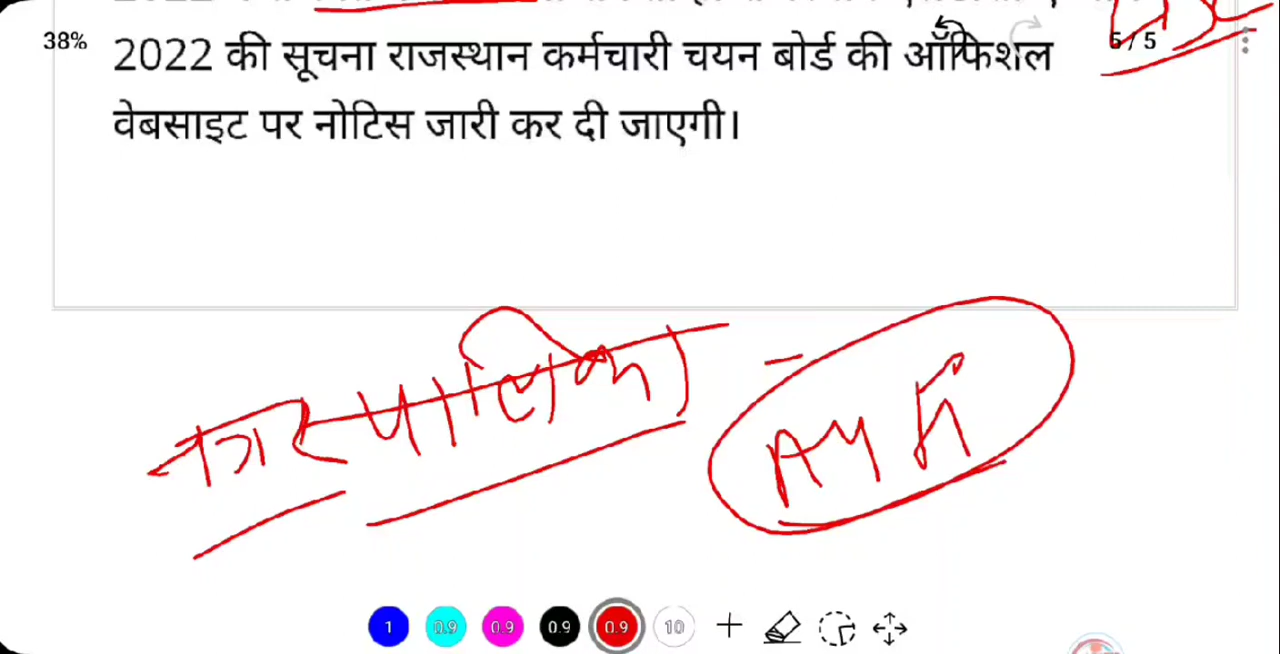 38%
2022 की सूचना राजस्थान कर्मचारी चयन बोर्ड की ऑफिशल
5/5
वेबसाइट पर नोटिस जारी कर दी जाएगी।
नगरपालिका -
1 0.9 0.9 0.9 0.9 10